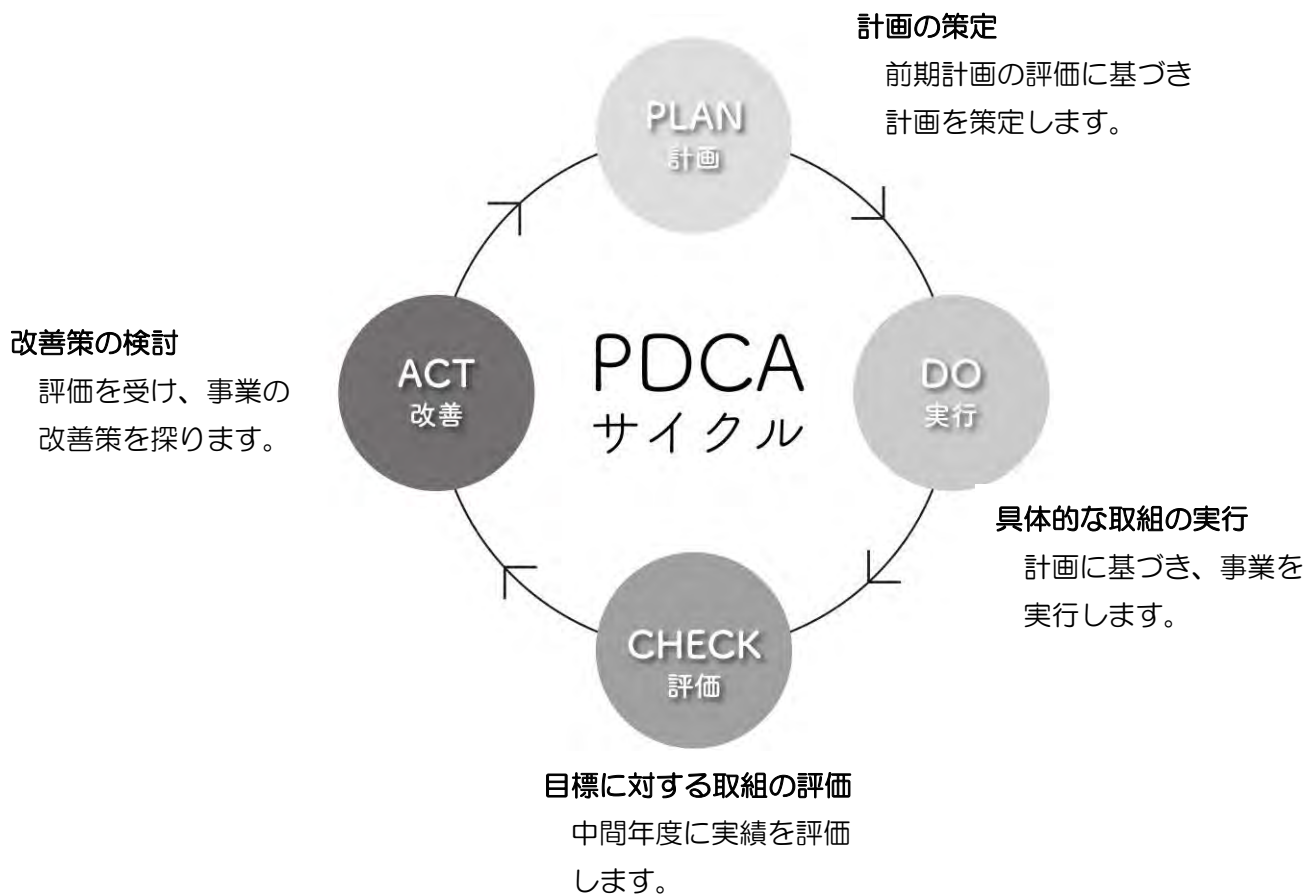 計画の策定
前期計画の評価に基づき
計画を策定します。
PLAN
計画
改善策の検討
評価を受け、事業の
改善策を探ります。
ACT
改善
PDCA
サイクル
DO
実行
具体的な取組の実行
計画に基づき、事業を
実行します。
CHECK
評価
目標に対する取組の評価
中間年度に実績を評価
します。